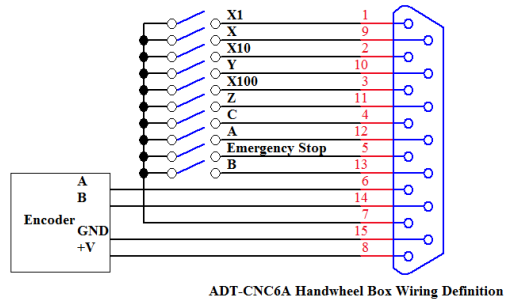 X1 1
X 9
X10 2
Y 10
X100 3
Z 11
C 4
A 12
Emergency Stop 5
B 13
A 6
B 14
Encoder 7
GND 15
+V 8
ADT-CNC6A Handwheel Box Wiring Definition